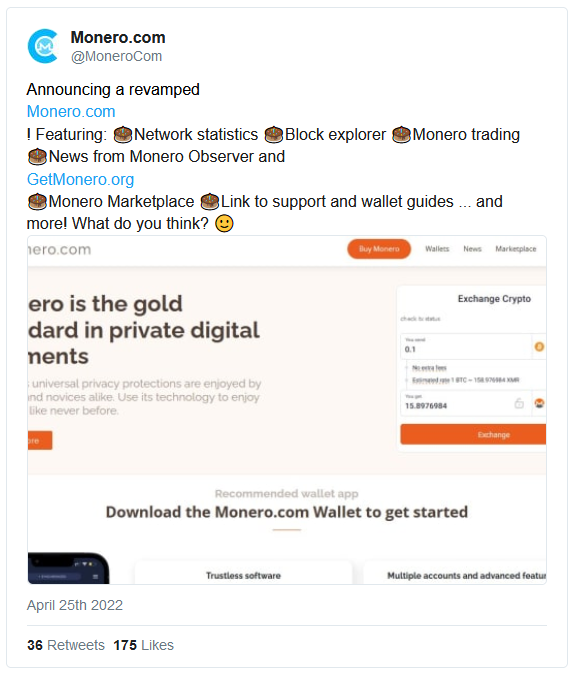 Monero.com
@MoneroCom
Announcing a revamped
Monero.com
! Featuring: Network statistics Block explorer Monero trading
News from Monero Observer and
GetMonero.org
Monero Marketplace Link to support and wallet guides ... and
more! What do you think? 🙂
nero.com
Buy Monero Wallets News Marketplace
ero is the gold
dard in private digital
ments
universal privacy protections are enjoyed by
nd novices alike. Use its technology to enjoy
like never before.
ore
Exchange Crypto
check tx status
You send
0.1
No extra fees
Estimated rate 1 BTC ~ 158.976984 XMR
You get
15.8976984
Exchange
Recommended wallet app
Download the Monero.com Wallet to get started
Trustless software
Multiple accounts and advanced featur
April 25th 2022
36 Retweets 175 Likes